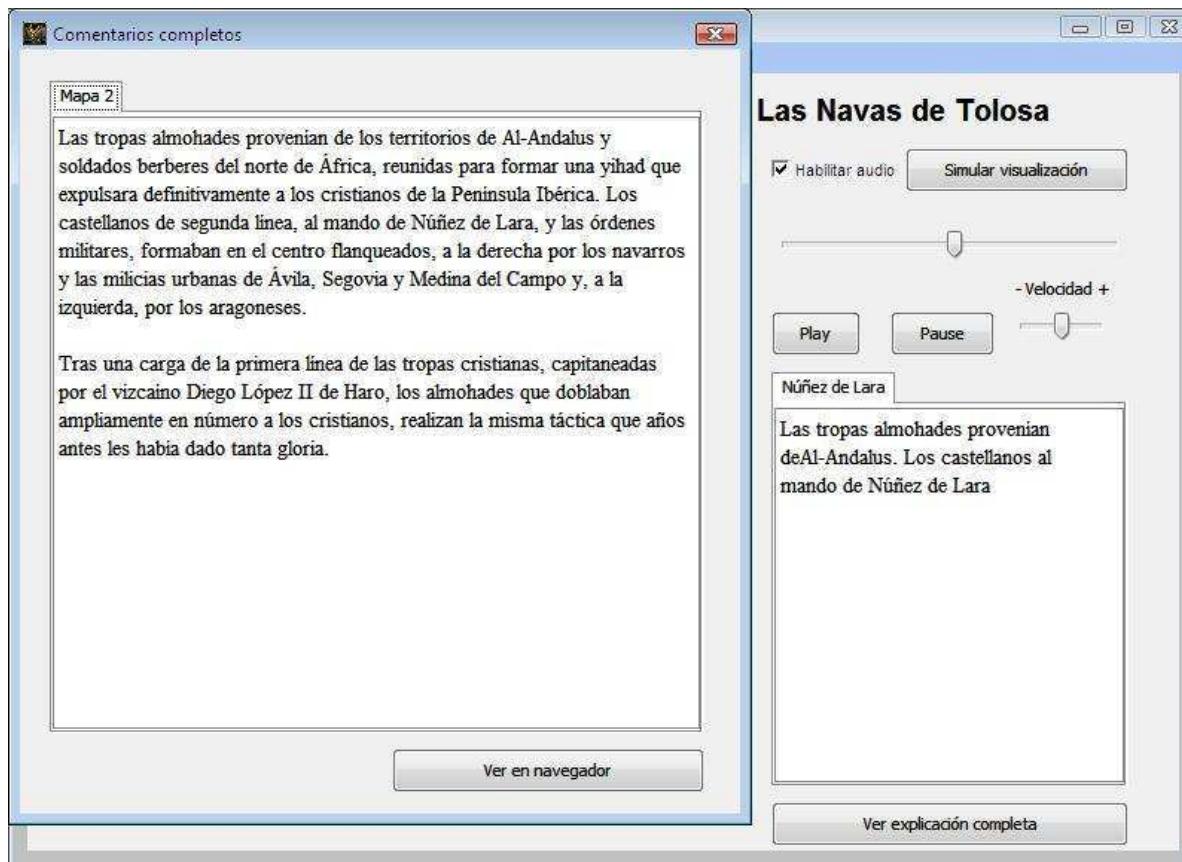 Comentarios completos
Mapa 2
Las tropas almohades provenian de los territorios de Al-Andalus y
soldados berberes del norte de África, reunidas para formar una yihad que
expulsara definitivamente a los cristianos de la Peninsula Ibérica. Los
castellanos de segunda linea, al mando de Núñez de Lara, y las órdenes
militares, formaban en el centro flanqueados, a la derecha por los navarros
y las milicias urbanas de Ávila, Segovia y Medina del Campo y, a la
izquierda, por los aragoneses.
Tras una carga de la primera linea de las tropas cristianas, capitaneadas
por el vizcaino Diego López II de Haro, los almohades que doblaban
ampliamente en número a los cristianos, realizan la misma táctica que años
antes les habia dado tanta gloria.
Ver en navegador
Las Navas de Tolosa
Habilitar audio
Simular visualización
- Velocidad +
Play
Pause
Núñez de Lara
Las tropas almohades provenian
deAl-Andalus. Los castellanos al
mando de Núñez de Lara
Ver explicación completa